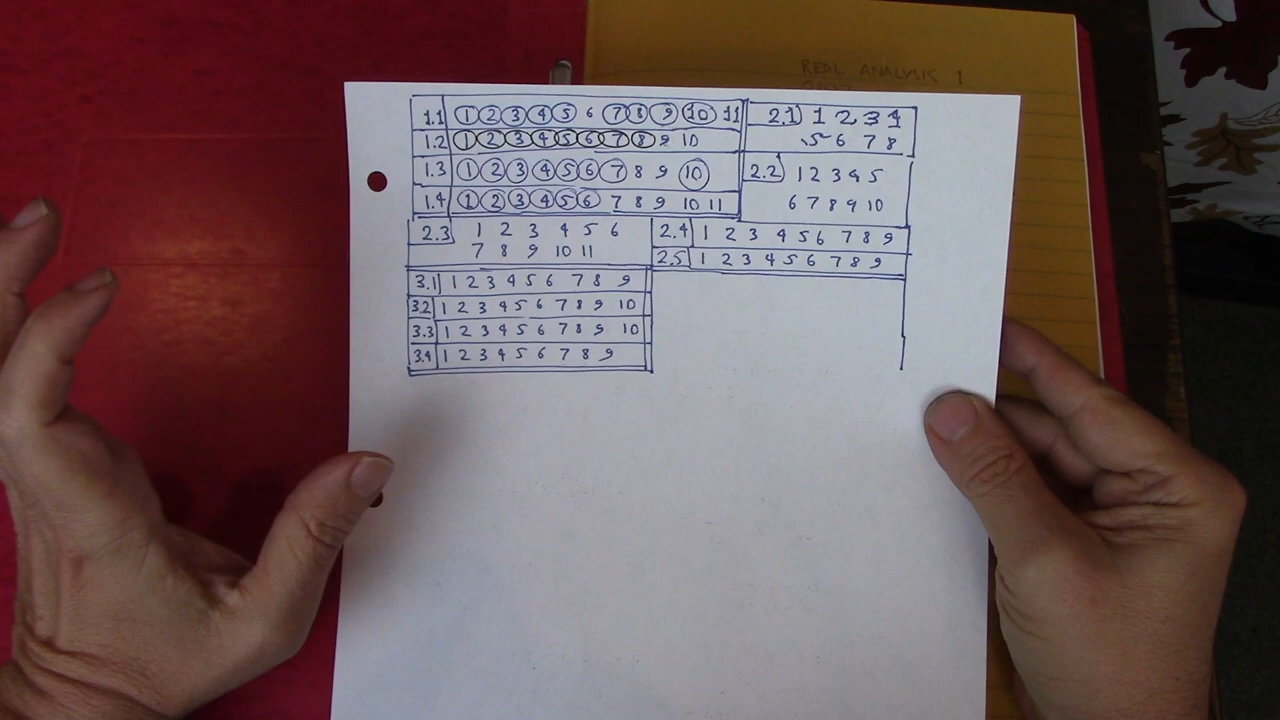 REAL ANALYSIS 1
1.1 1 2 3 4 5 6 7 8 9 10 11
1.2 1 2 3 4 5 6 7 8 9 10
1.3 1 2 3 4 5 6 7 8 9 10
1.4 1 2 3 4 5 6 7 8 9 10 11
2.1) 1 2 3 4
5 6 7 8
2.2 1 2 3 4 5
6 7 8 9 10
2.3 1 2 3 4 5 6
7 8 9 10 11
2.4 1 2 3 4 5 6 7 8 9
2.5 1 2 3 4 5 6 7 8 9
3.1 1 2 3 4 5 6 7 8 9
3.2 1 2 3 4 5 6 7 8 9 10
3.3 1 2 3 4 5 6 7 8 9 10
3.4 1 2 3 4 5 6 7 8 9